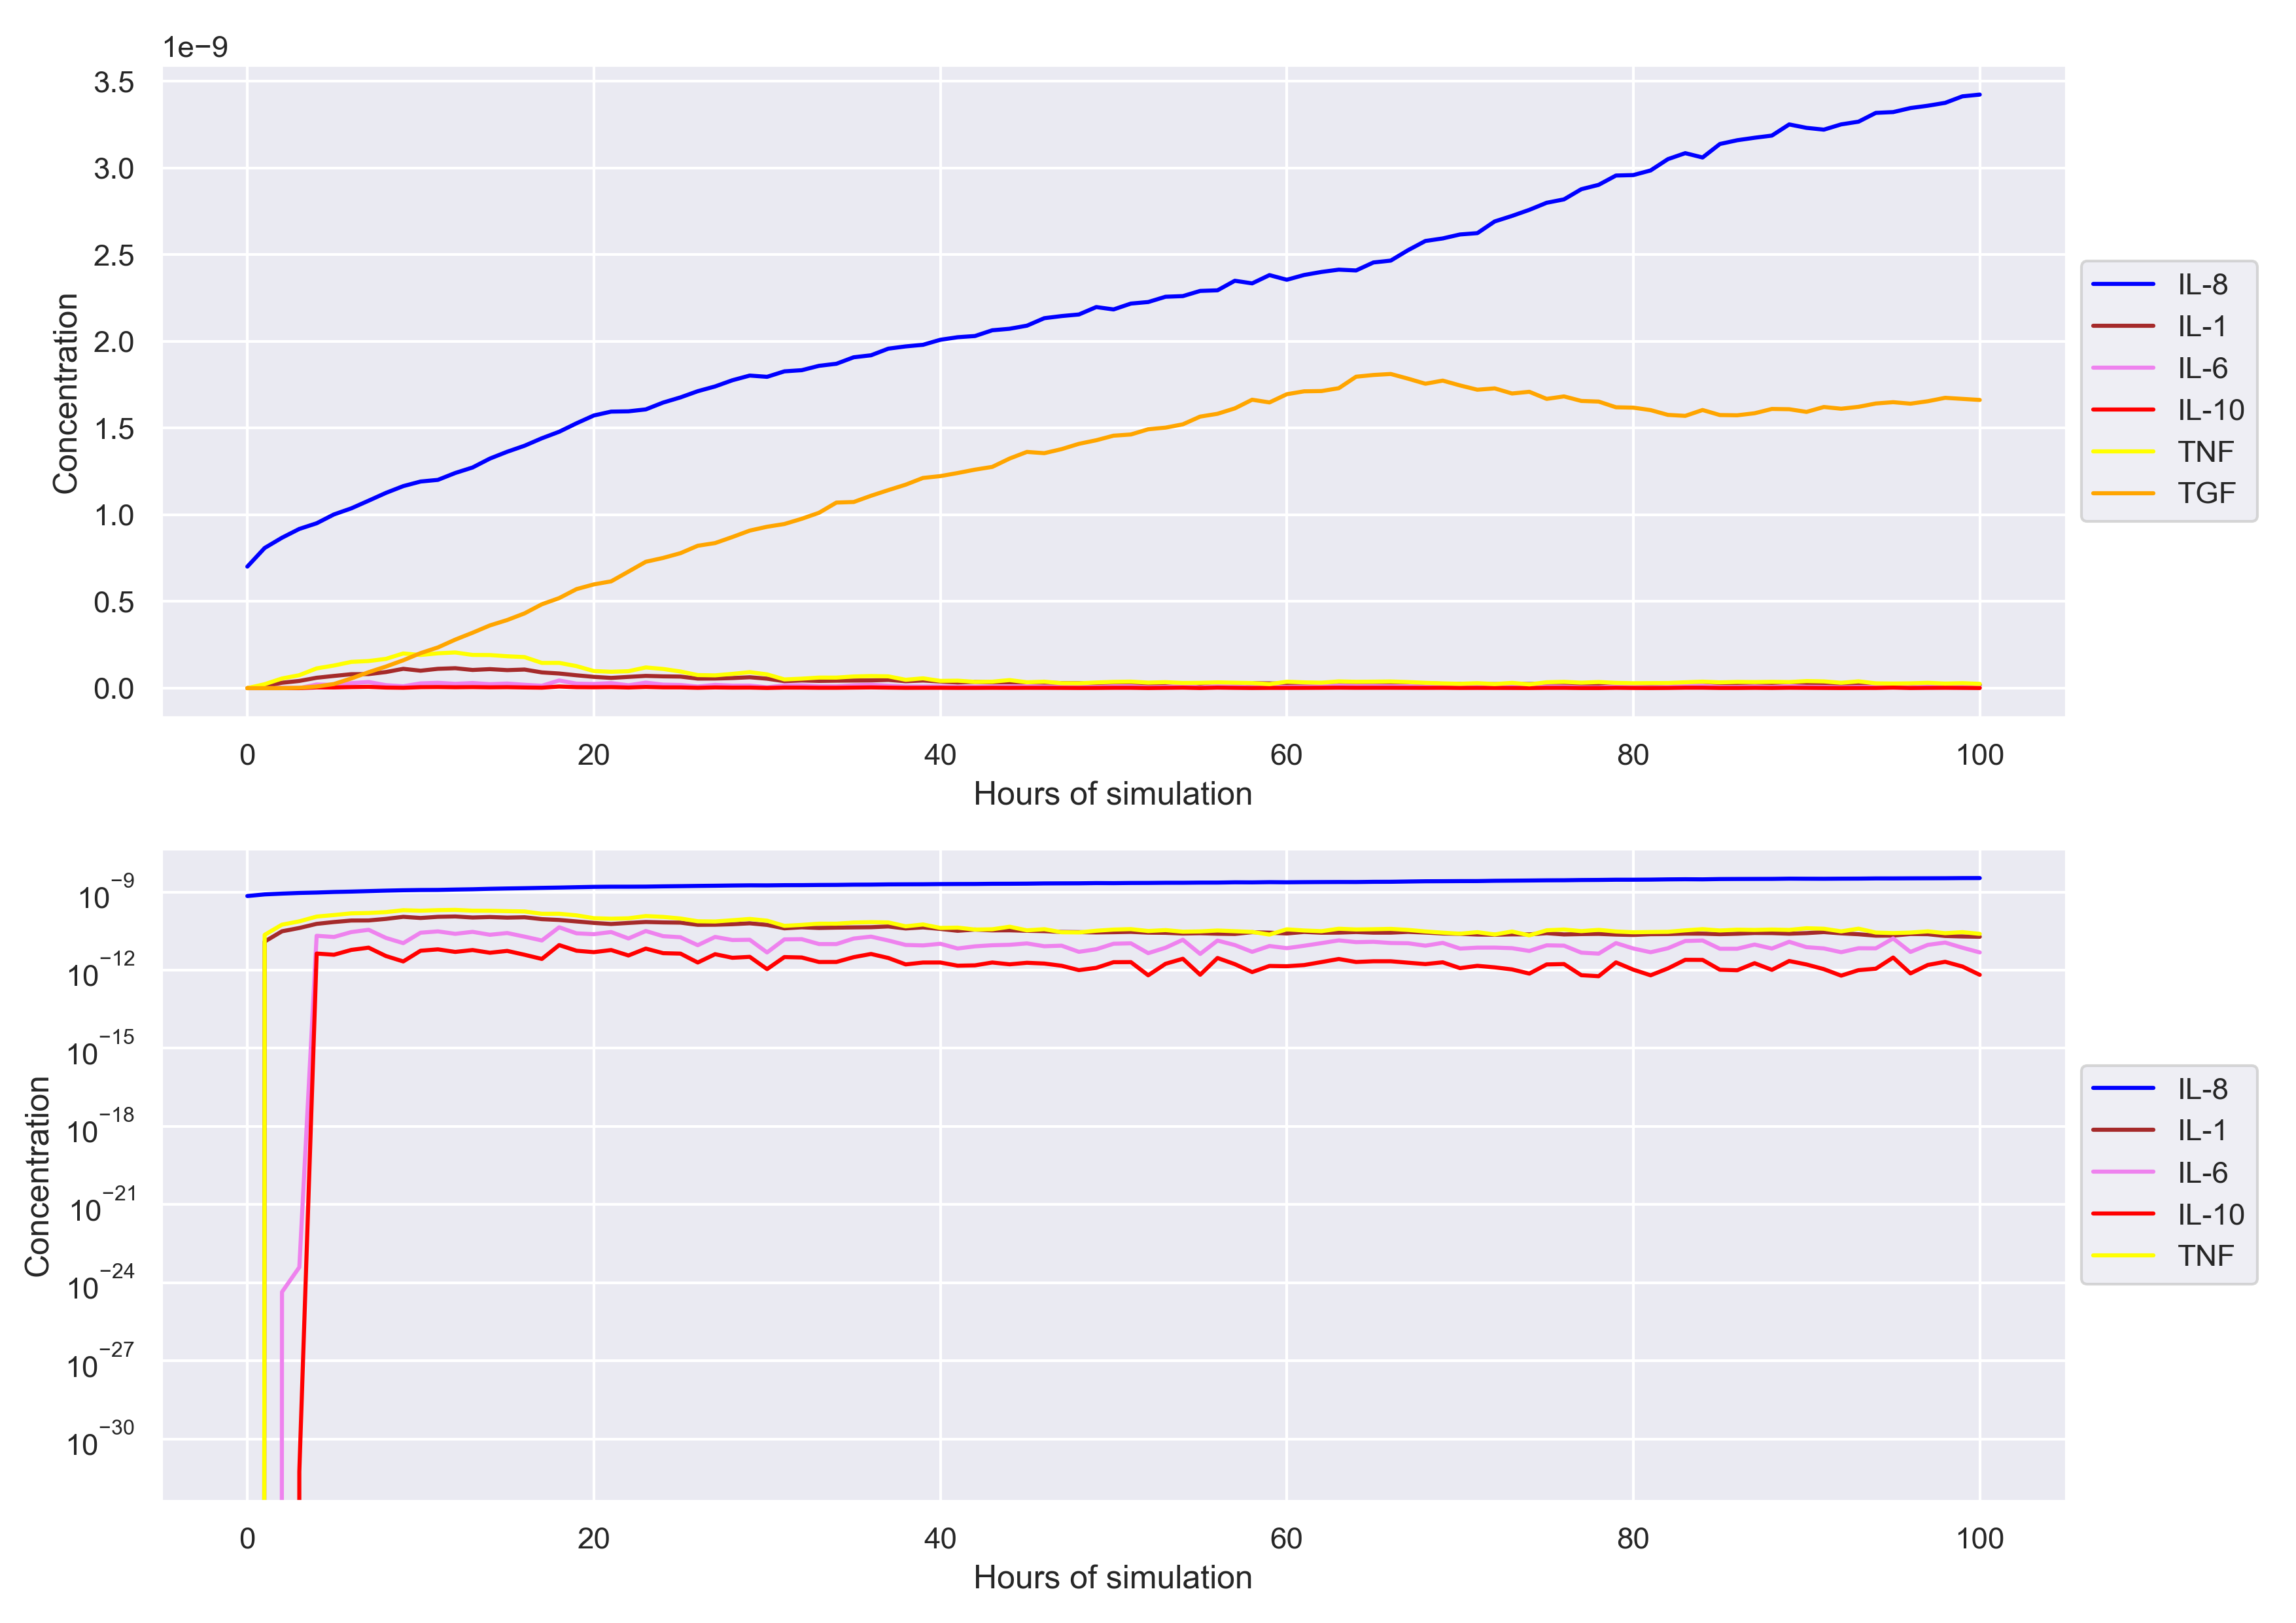 1e−9
3.5
3.0
2.5
2.0
1.5
1.0
0.5
0.0
Concentration
0 20 40 60 80 100
Hours of simulation
IL-8
IL-1
IL-6
IL-10
TNF
TGF
10−9
10−12
10−15
10−18
10−21
10−24
10−27
10−30
Concentration
0 20 40 60 80 100
Hours of simulation
IL-8
IL-1
IL-6
IL-10
TNF